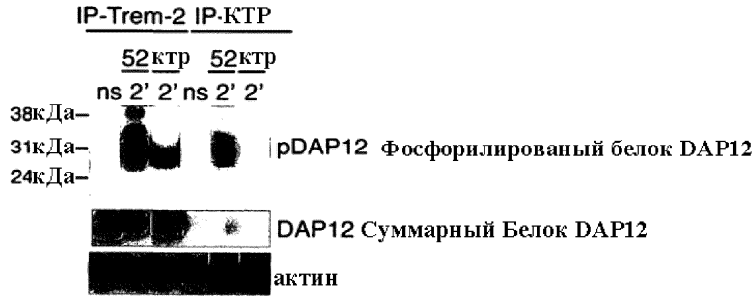 IP-Trem-2 IP-КТР
52 ктр 52 ктр
ns 2' 2' ns 2' 2'
38кДа–
31кДа– pDAP12 Фосфорилированый белок DAP12
24кДа–
DAP12 Суммарный Белок DAP12
актин